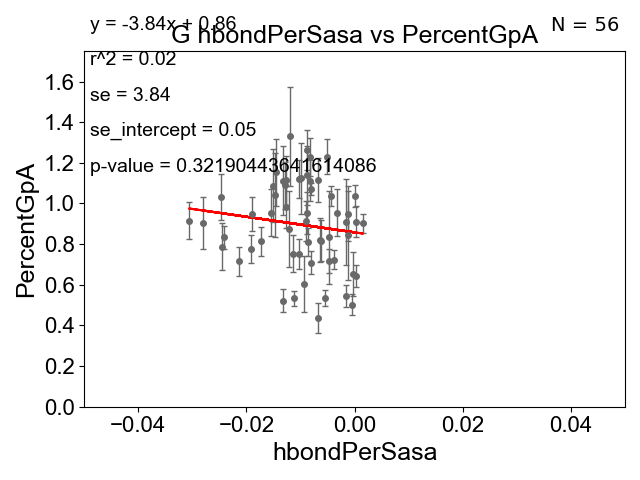 y = -3.84x + 0.86
N = 56
G hbondPerSasa vs PercentGpA
r^2 = 0.02
se = 3.84
se_intercept = 0.05
p-value = 0.32190443641614086
PercentGpA
1.6
1.4
1.2
1.0
0.8
0.6
0.4
0.2
0.0
−0.04 −0.02 0.00 0.02 0.04
hbondPerSasa